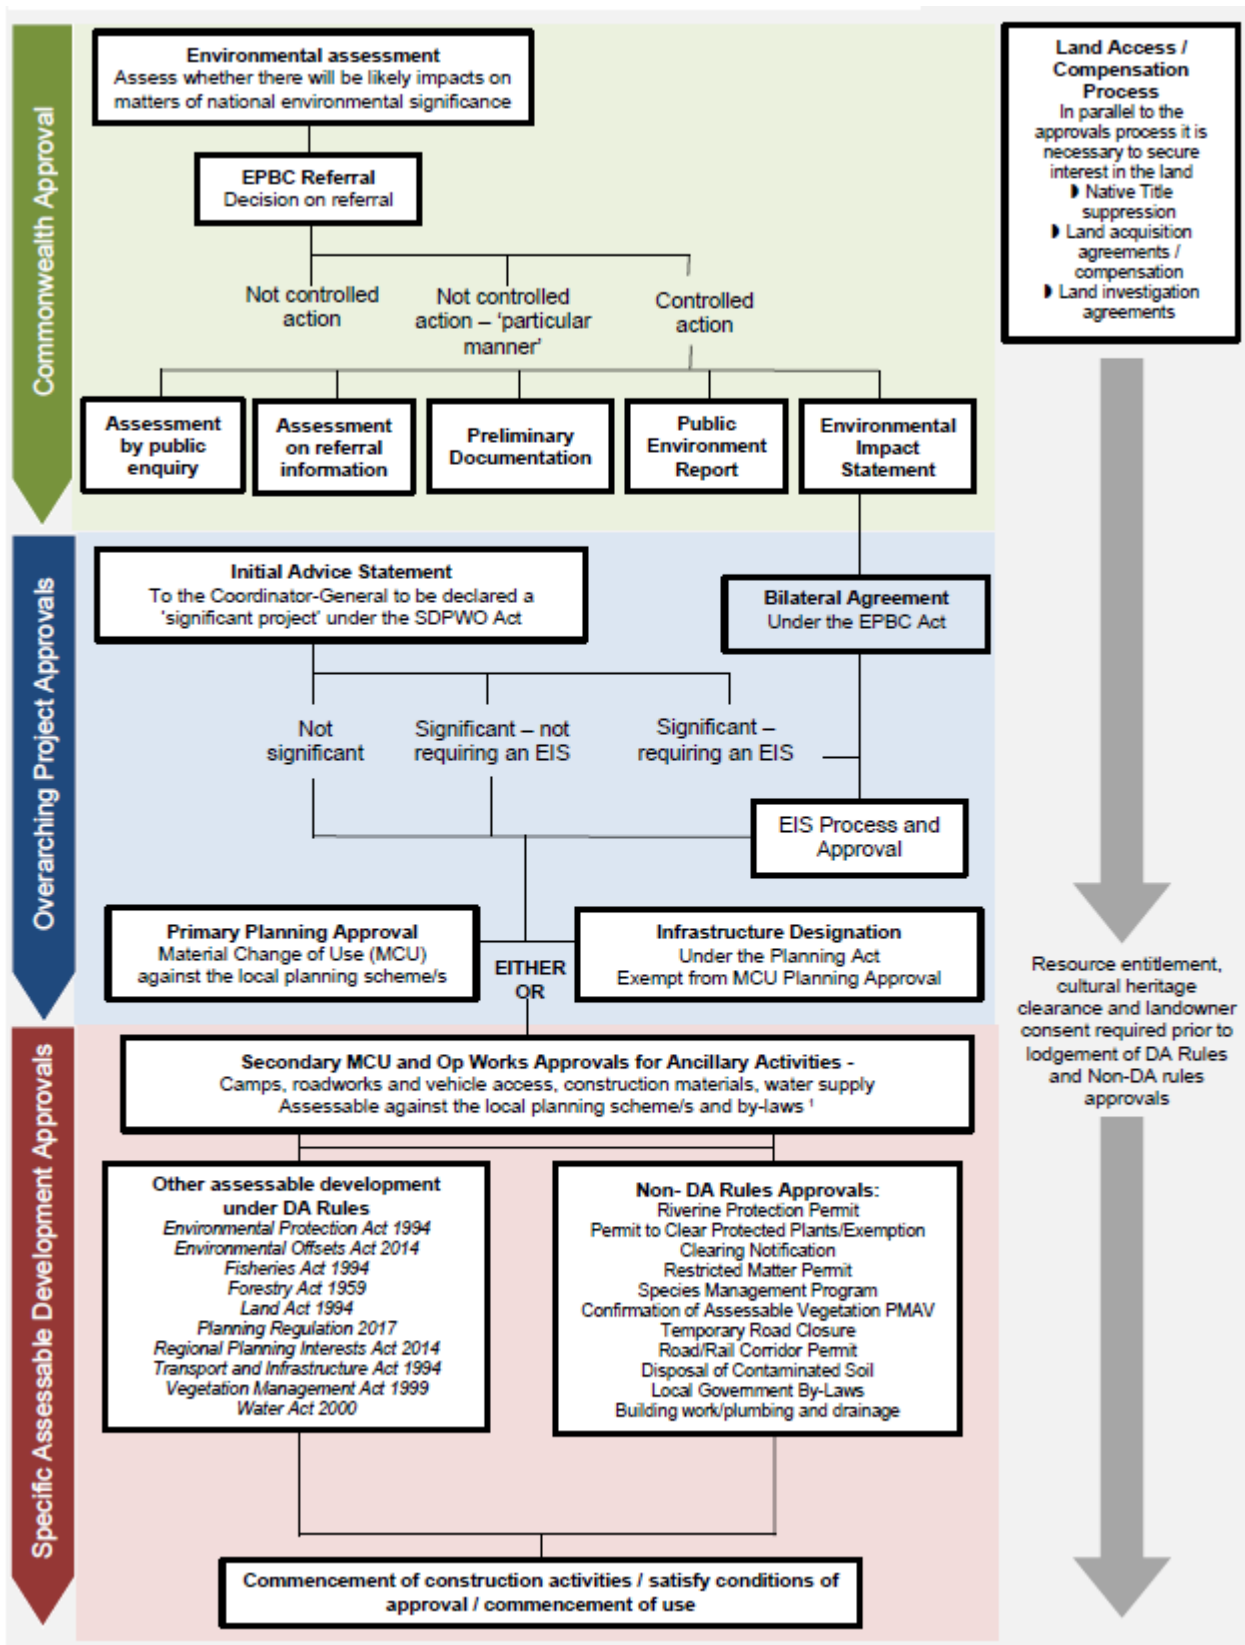 Commonwealth Approval
Environmental assessment
Assess whether there will be likely impacts on
matters of national environmental significance
EPBC Referral
Decision on referral
Not controlled
action
Not controlled
action – ‘particular
manner’
Controlled
action
Assessment
by public
enquiry
Assessment
on referral
information
Preliminary
Documentation
Public
Environment
Report
Environmental
Impact
Statement
Land Access /
Compensation
Process
In parallel to the
approvals process it is
necessary to secure
interest in the land
◗ Native Title
suppression
◗ Land acquisition
agreements /
compensation
◗ Land investigation
agreements
Overarching Project Approvals
Initial Advice Statement
To the Coordinator-General to be declared a
'significant project' under the SDPWO Act
Bilateral Agreement
Under the EPBC Act
Not
significant
Significant – not
requiring an EIS
Significant –
requiring an EIS
EIS Process and
Approval
Primary Planning Approval
Material Change of Use (MCU)
against the local planning scheme/s
EITHER
OR
Infrastructure Designation
Under the Planning Act
Exempt from MCU Planning Approval
Resource entitlement,
cultural heritage
clearance and landowner
consent required prior to
lodgement of DA Rules
and Non-DA rules
approvals
Specific Assessable Development Approvals
Secondary MCU and Op Works Approvals for Ancillary Activities -
Camps, roadworks and vehicle access, construction materials, water supply
Assessable against the local planning scheme/s and by-laws ¹
Other assessable development
under DA Rules
Environmental Protection Act 1994
Environmental Offsets Act 2014
Fisheries Act 1994
Forestry Act 1959
Land Act 1994
Planning Regulation 2017
Regional Planning Interests Act 2014
Transport and Infrastructure Act 1994
Vegetation Management Act 1999
Water Act 2000
Non- DA Rules Approvals:
Riverine Protection Permit
Permit to Clear Protected Plants/Exemption
Clearing Notification
Restricted Matter Permit
Species Management Program
Confirmation of Assessable Vegetation PMAV
Temporary Road Closure
Road/Rail Corridor Permit
Disposal of Contaminated Soil
Local Government By-Laws
Building work/plumbing and drainage
Commencement of construction activities / satisfy conditions of
approval / commencement of use